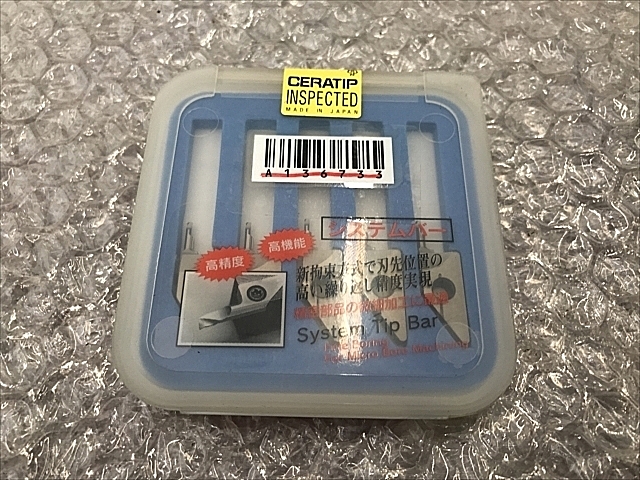 CERATIP
INSPECTED
MADE IN JAPAN
A136733
システムバー
高機能
高精度
新拘束方式で刃先位置の
高い繰り返し精度実現
System Tip Bar